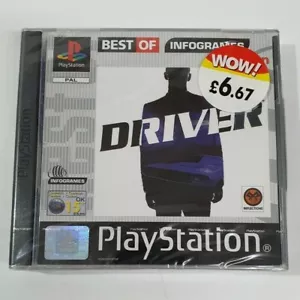 BEST OF INFOGRAMES
WOW!
£6.67
PlayStation
PAL
DRIVER
INFOGRAMES
PlayStation